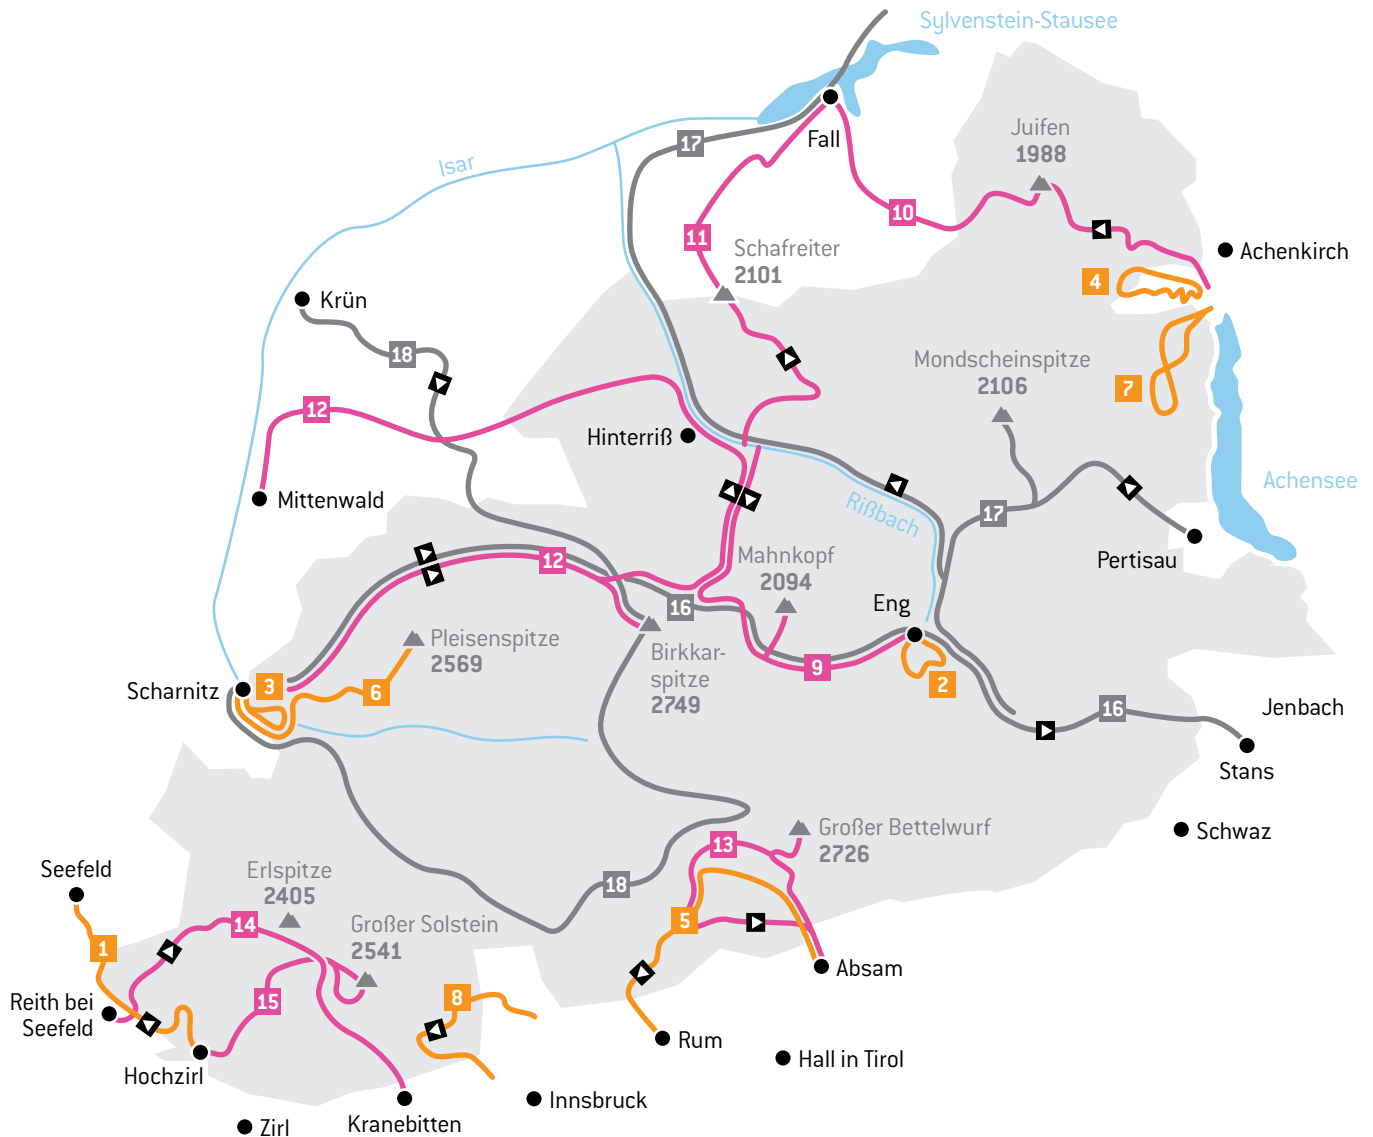 Sylvenstein-Stausee
17
Fall
Juifen
1988
Isar
10
11
Schafreiter
2101
Achenkirch
4
Krün
18
Mondscheinspitze
2106
7
12
Hinterriß
Mittenwald
Rißbach
Achensee
17
Pertisau
12
Mahnkopf
2094
16
Eng
Pleisenspitze
2569
Birkkar-
spitze
2749
9
2
Scharnitz
3
6
16
Jenbach
Stans
Schwaz
13
Großer Bettelwurf
2726
18
Seefeld
Erlspitze
2405
14
Großer Solstein
2541
5
1
Absam
Reith bei
Seefeld
15
8
Rum
Hall in Tirol
Hochzirl
Innsbruck
Zirl
Kranebitten